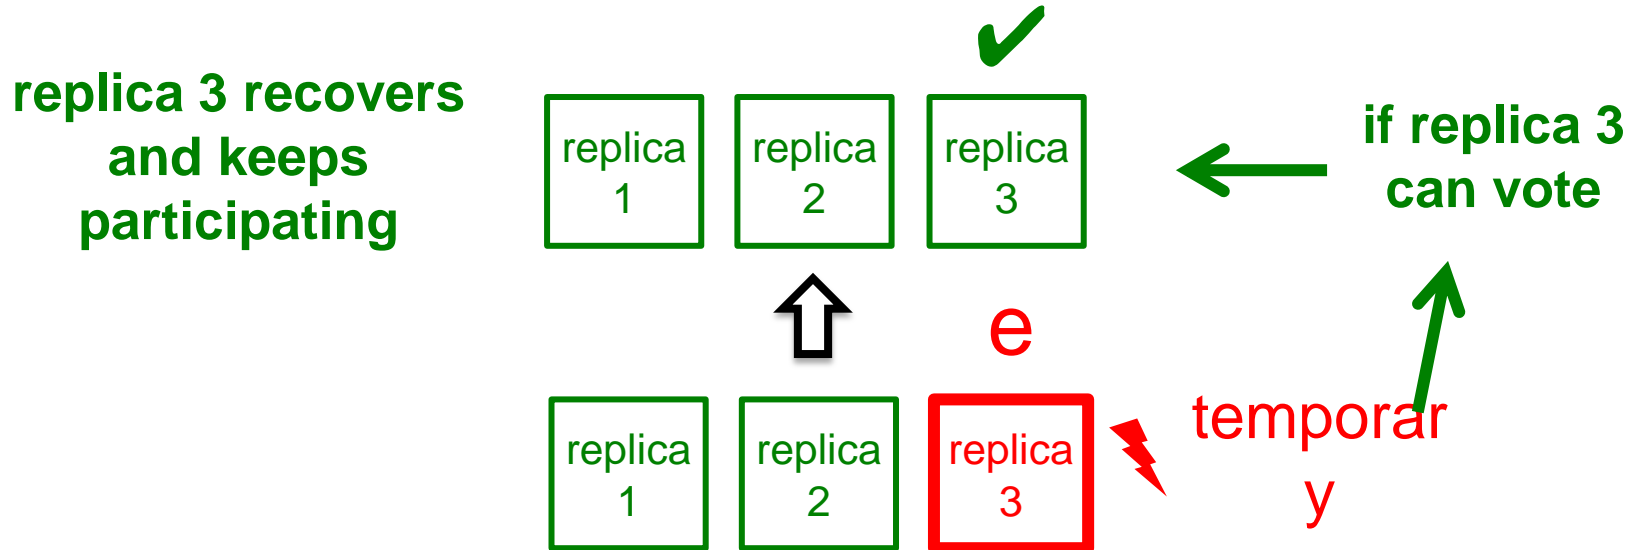 replica 3 recovers
and keeps
participating
replica
1
replica
2
replica
3
if replica 3
can vote
e
replica
1
replica
2
replica
3
temporar
y